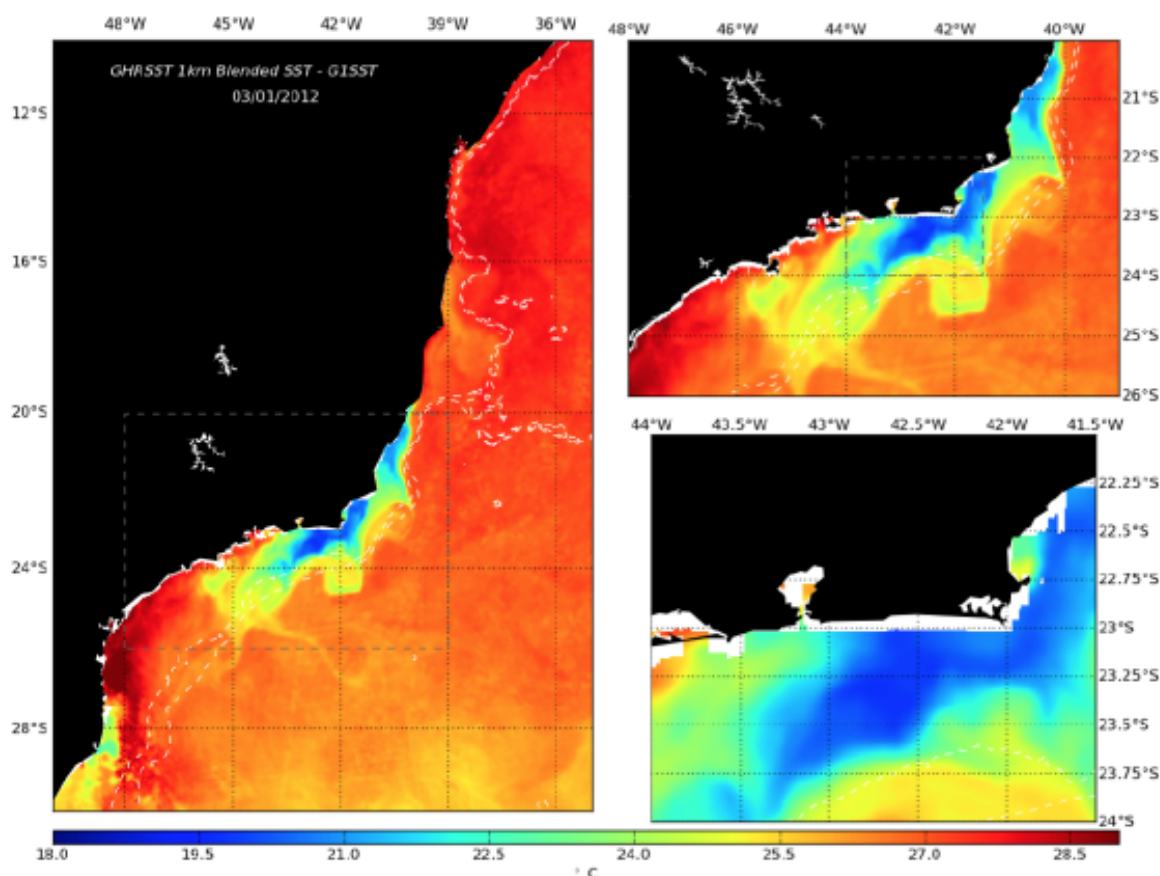 48°W 45°W 42°W 39°W 36°W
GHRSST 1km Blended SST - G1SST
03/01/2012
12°S
16°S
20°S
24°S
28°S
48°W 46°W 44°W 42°W 40°W
21°S
22°S
23°S
24°S
25°S
26°S
44°W 43.5°W 43°W 42.5°W 42°W 41.5°W
22.25°S
22.5°S
22.75°S
23°S
23.25°S
23.5°S
23.75°S
24°S
18.0 19.5 21.0 22.5 24.0 25.5 27.0 28.5
° C